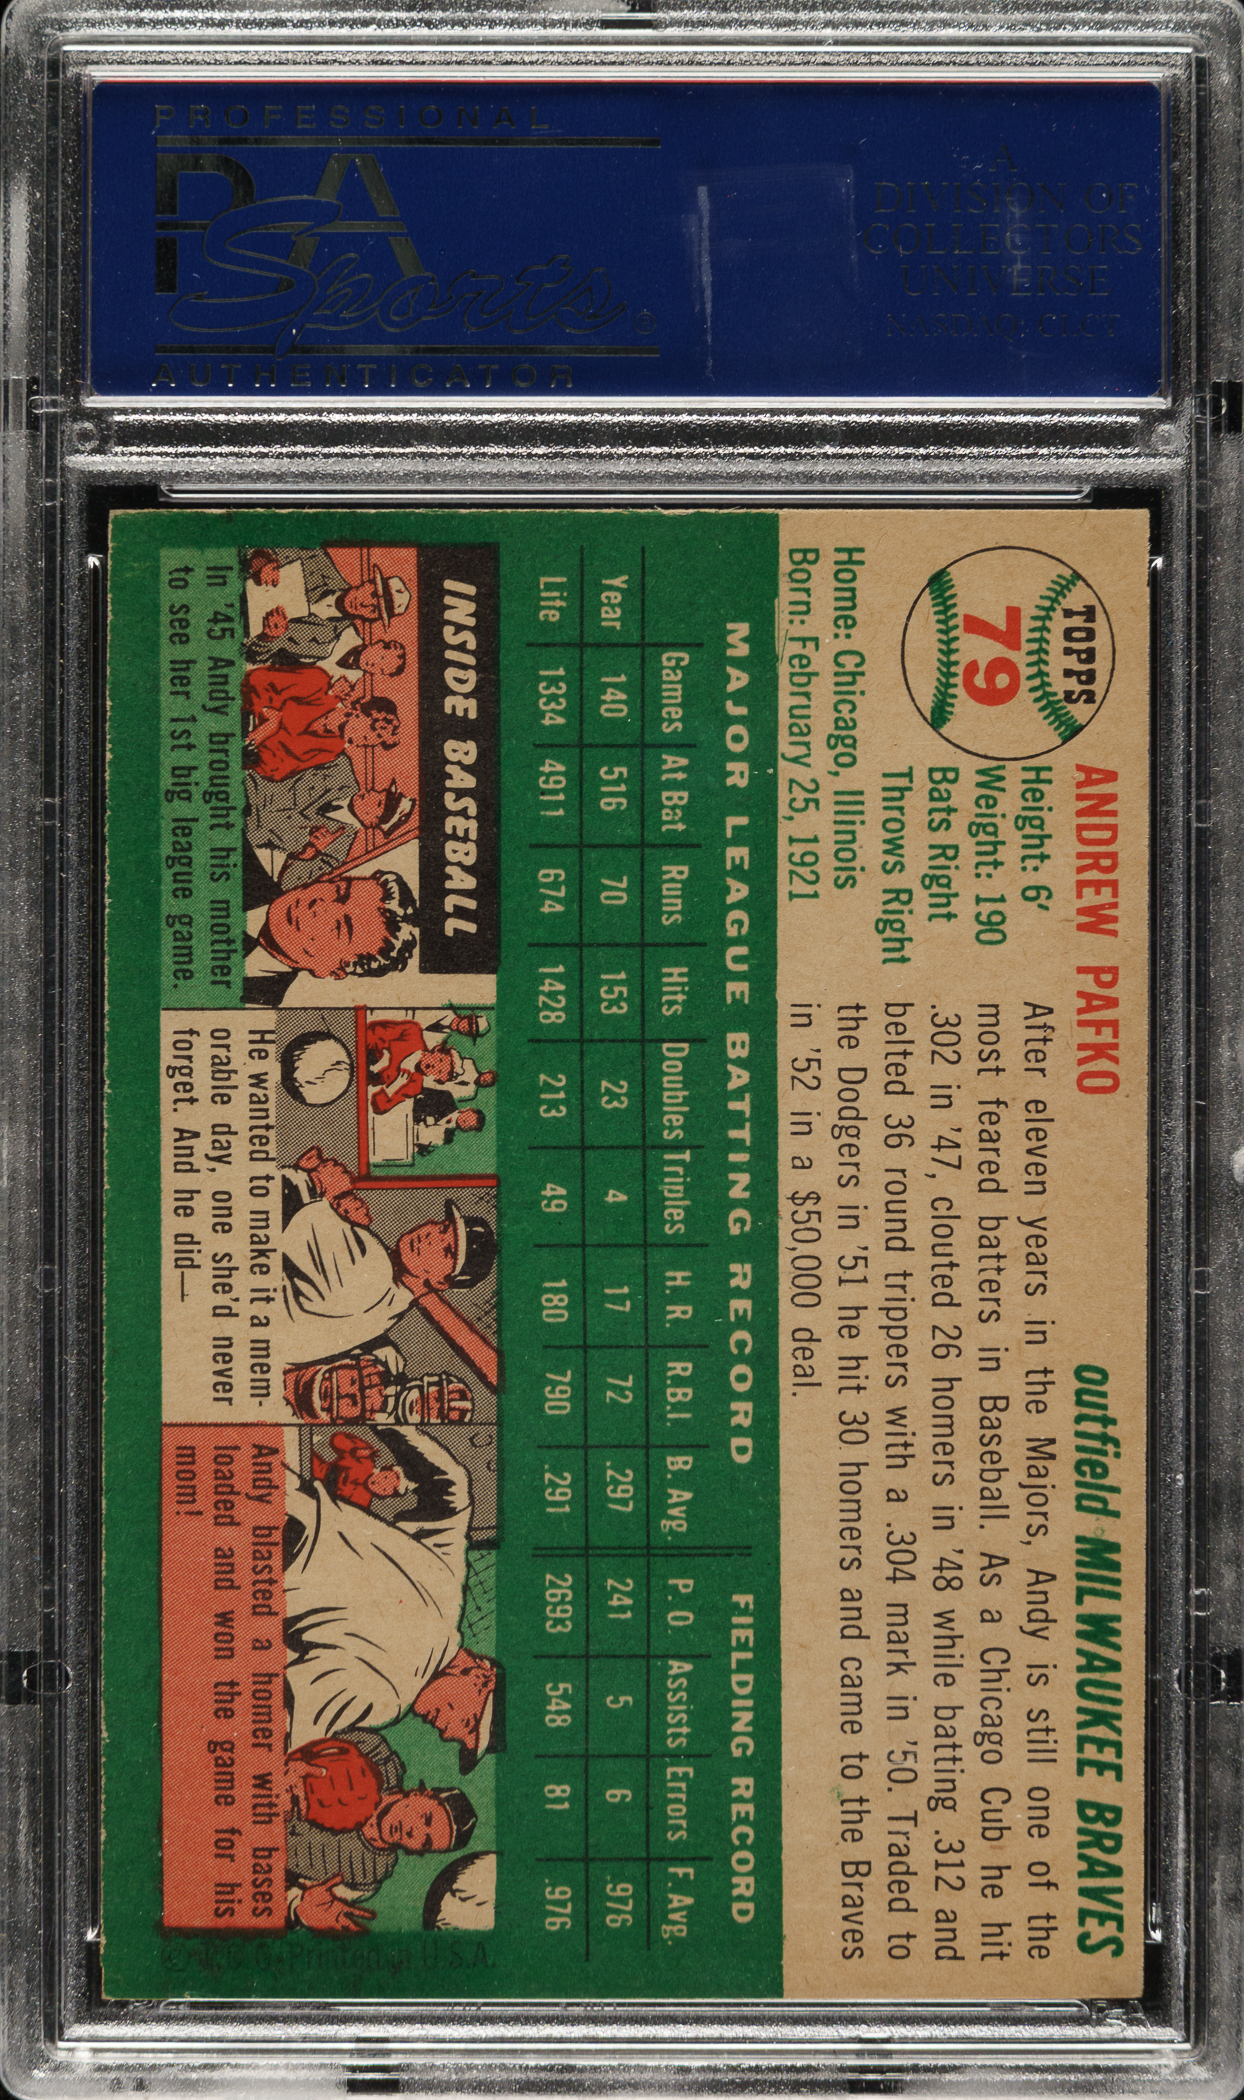 PROFESSIONAL
PSA
Sports®
AUTHENTICATOR
A
DIVISION OF
COLLECTORS
UNIVERSE
NASDAQ: CLCT
TOPPS
79
ANDREW PAFKO
outfield MILWAUKEE BRAVES
Height: 6'
Weight: 190
Bats Right
Throws Right
Home: Chicago, Illinois
Born: February 25, 1921
After eleven years in the Majors, Andy is still one of the
most feared batters in Baseball. As a Chicago Cub he hit
.302 in '47, clouted 26 homers in '48 while batting .312 and
belted 36 round trippers with a .304 mark in '50. Traded to
the Dodgers in '51 he hit 30 homers and came to the Braves
in '52 in a $50,000 deal.
MAJOR LEAGUE BATTING RECORD FIELDING RECORD
Games At Bat Runs Hits Doubles Triples H. R. R.B.I. B. Avg. P. O. Assists Errors F. Avg.
Year 140 516 70 153 23 4 17 72 .297 241 5 6 .976
Life 1334 4911 674 1428 213 49 180 790 .291 2693 548 81 .976
INSIDE BASEBALL
In '45 Andy brought his mother
to see her 1st big league game.
He wanted to make it a mem-
orable day, one she'd never
forget. And he did—
Andy blasted a homer with bases
loaded and won the game for his
mom!
© T. C. G. Printed in U.S.A.